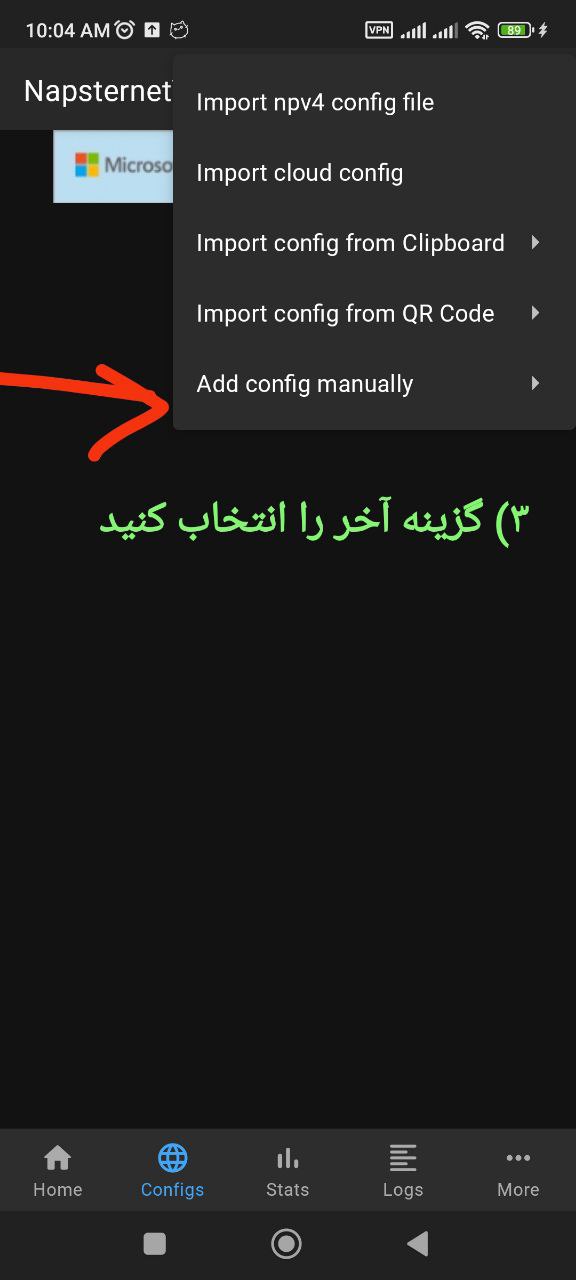 10:04 AM
VPN
89
Napsternet
Microso
Import npv4 config file
Import cloud config
Import config from Clipboard
Import config from QR Code
Add config manually
۳) گزینه آخر را انتخاب کنید
Home
Configs
Stats
Logs
More